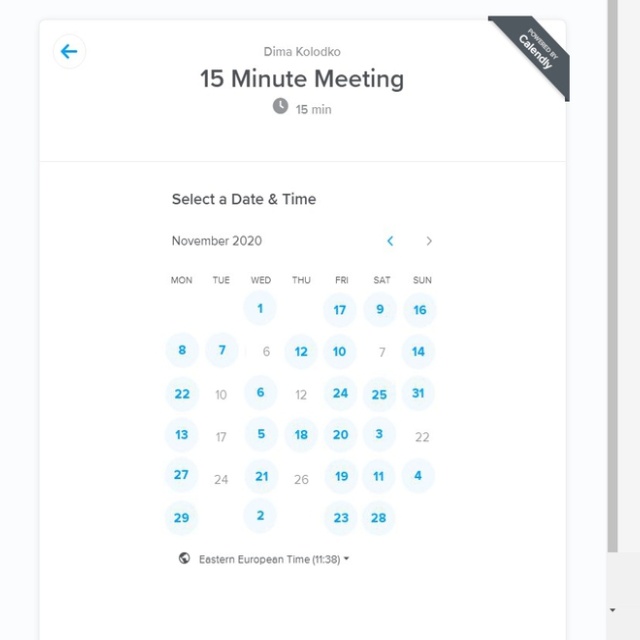 Dima Kolodko
15 Minute Meeting
15 min
POWERED BY
Calendly
Select a Date & Time
November 2020
MON TUE WED THU FRI SAT SUN
1 17 9 16
8 7 6 12 10 7 14
22 10 6 12 24 25 31
13 17 5 18 20 3 22
27 24 21 26 19 11 4
29 2 23 28
Eastern European Time (11:38)